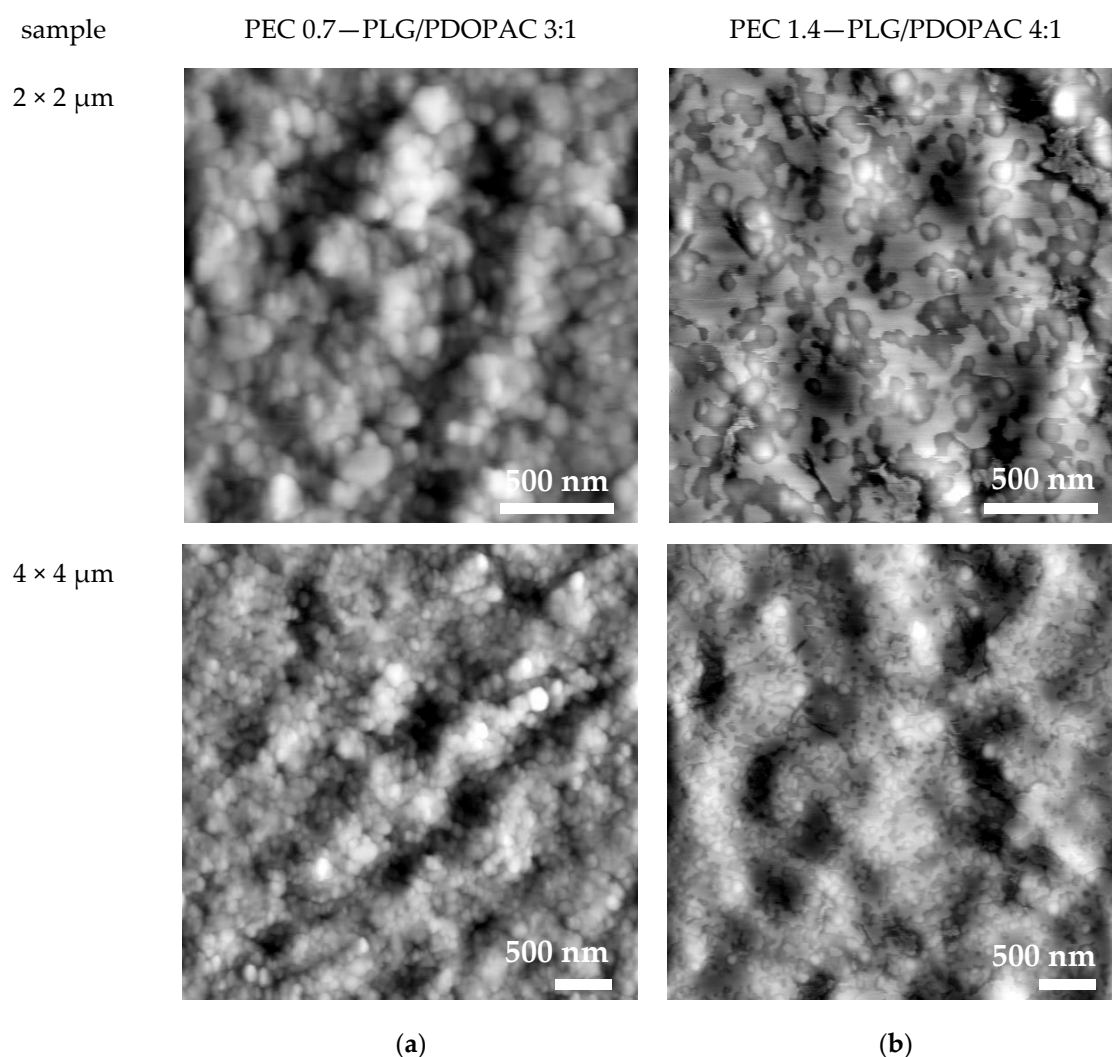 sample PEC 0.7—PLG/PDOPAC 3:1 PEC 1.4—PLG/PDOPAC 4:1
2 × 2 µm
500 nm 500 nm
4 × 4 µm
500 nm 500 nm
(a) (b)